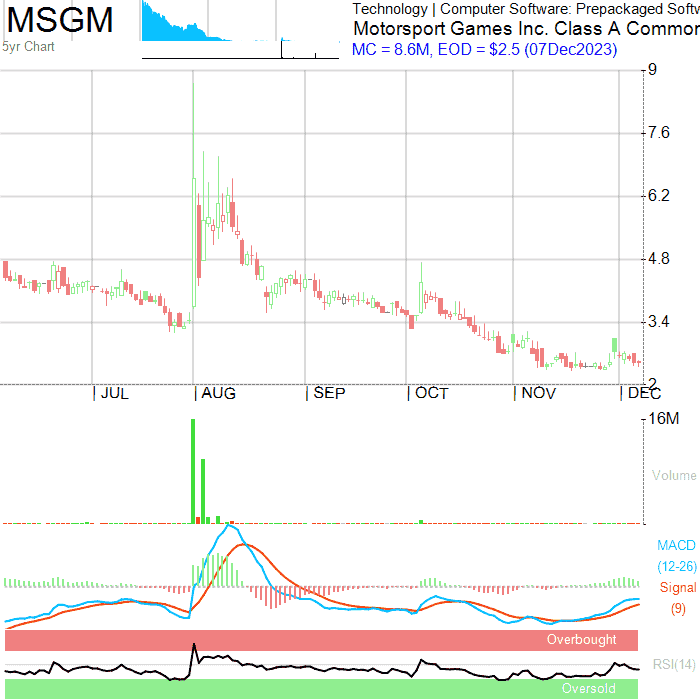 MSGM
5yr Chart
Technology | Computer Software: Prepackaged Softw
Motorsport Games Inc. Class A Common
MC = 8.6M, EOD = $2.5 (07Dec2023)
9
7.6
6.2
4.8
3.4
2
JUL AUG SEP OCT NOV DEC
16M
Volume
MACD
(12-26)
Signal
(9)
Overbought
RSI(14)
Oversold